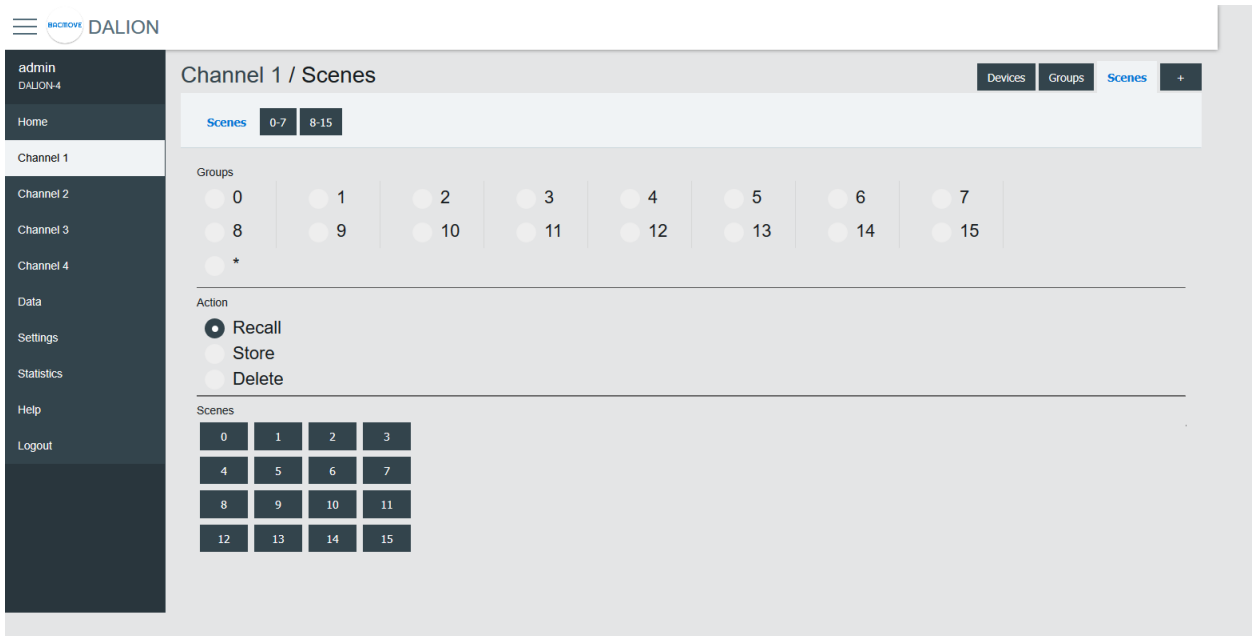 BACMOVE DALION
admin
DALION-4
Home
Channel 1
Channel 2
Channel 3
Channel 4
Data
Settings
Statistics
Help
Logout
Channel 1 / Scenes
Devices Groups Scenes +
Scenes 0-7 8-15
Groups
0 1 2 3 4 5 6 7
8 9 10 11 12 13 14 15
*
Action
Recall
Store
Delete
Scenes
0 1 2 3
4 5 6 7
8 9 10 11
12 13 14 15